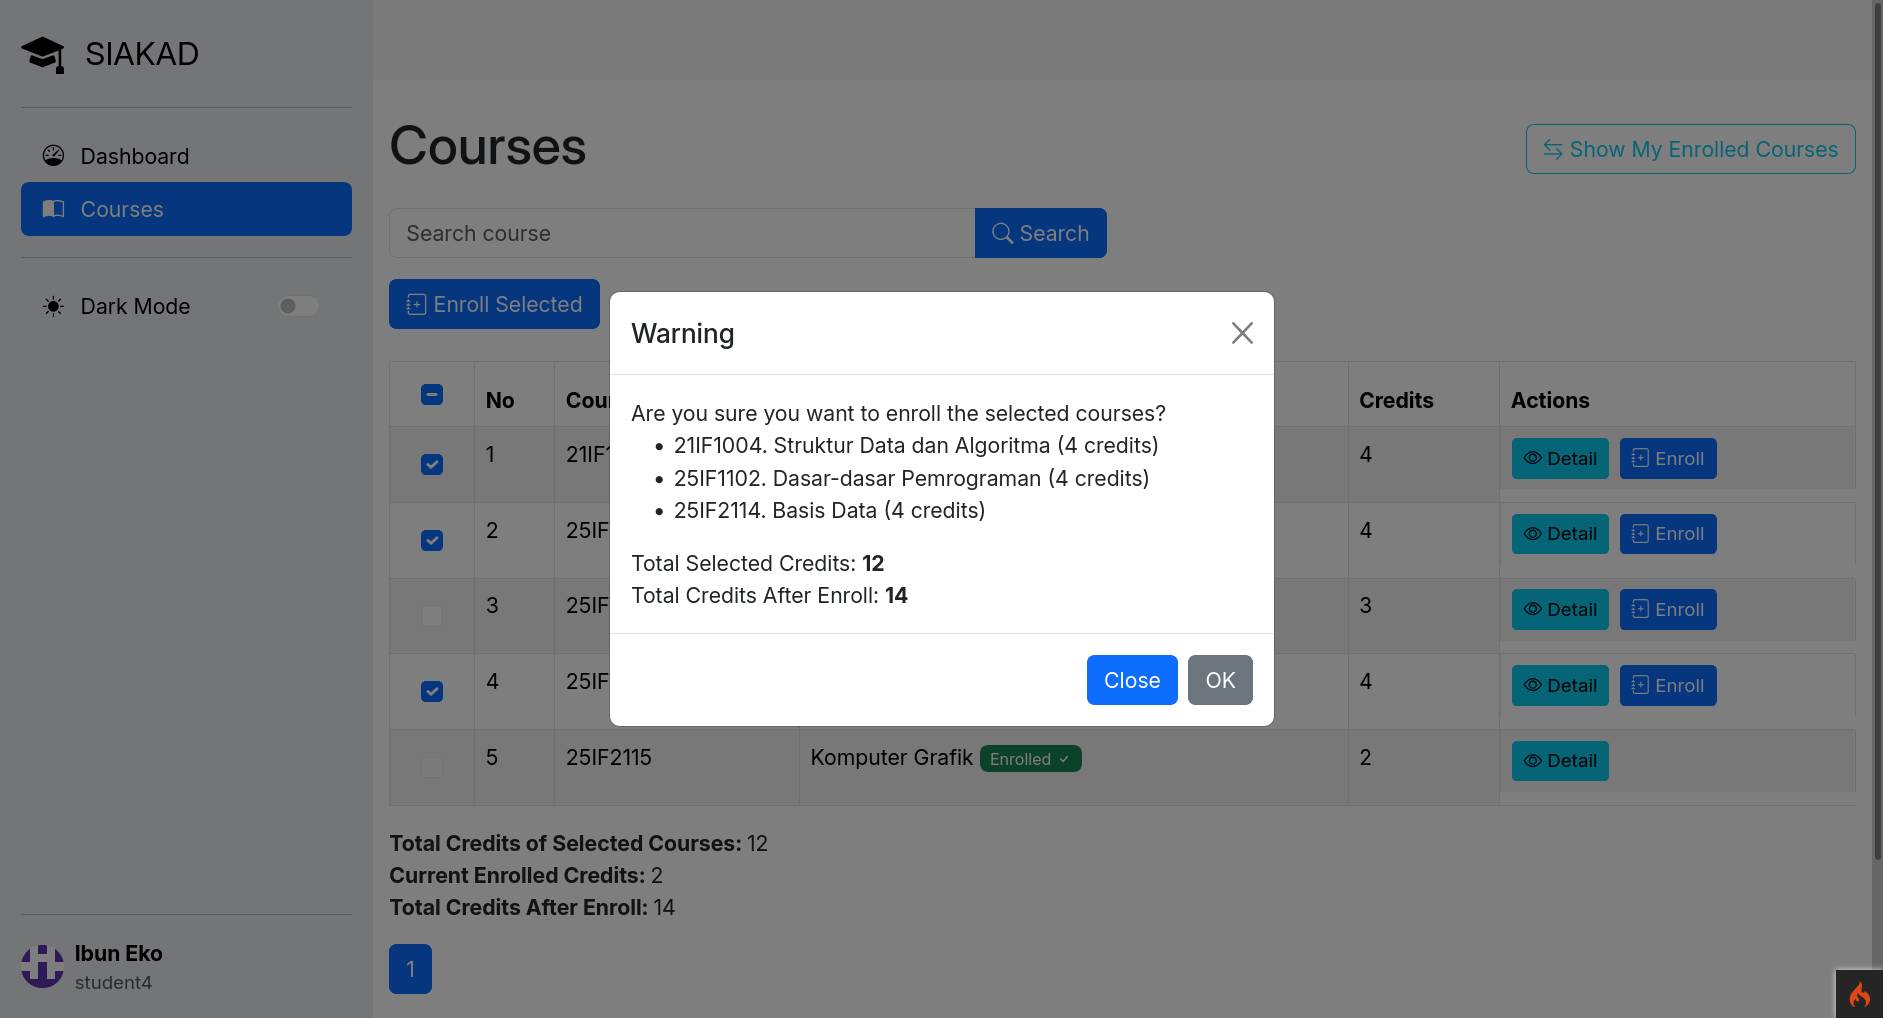 SIAKAD
Dashboard
Courses
Dark Mode
Ibun Eko
student4
Courses
Show My Enrolled Courses
Search course
Search
Enroll Selected
No Credits Actions
1 4 Detail Enroll
2 4 Detail Enroll
3 3 Detail Enroll
4 4 Detail Enroll
5 25IF2115 Komputer Grafik Enrolled 2 Detail
Warning
Are you sure you want to enroll the selected courses?
• 21IF1004. Struktur Data dan Algoritma (4 credits)
• 25IF1102. Dasar-dasar Pemrograman (4 credits)
• 25IF2114. Basis Data (4 credits)
Total Selected Credits: 12
Total Credits After Enroll: 14
Close OK
Total Credits of Selected Courses: 12
Current Enrolled Credits: 2
Total Credits After Enroll: 14
1